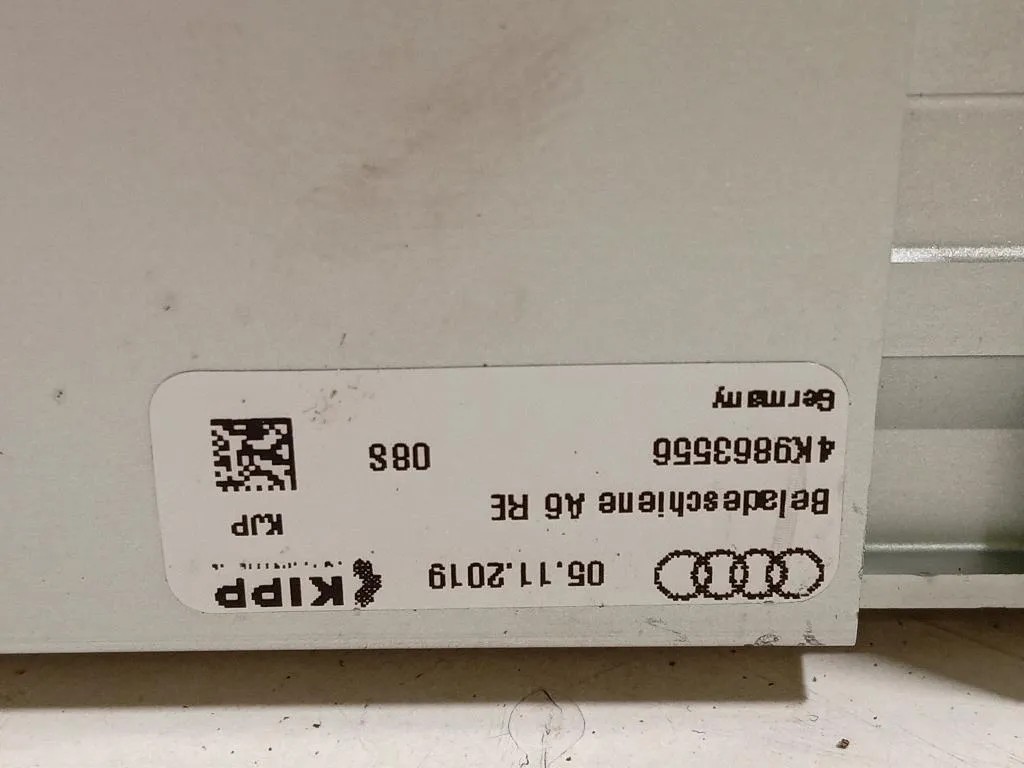 05.11.2019 KIPP
Beladeschiene A6 RE KJP
4K9863556 08S
Germany